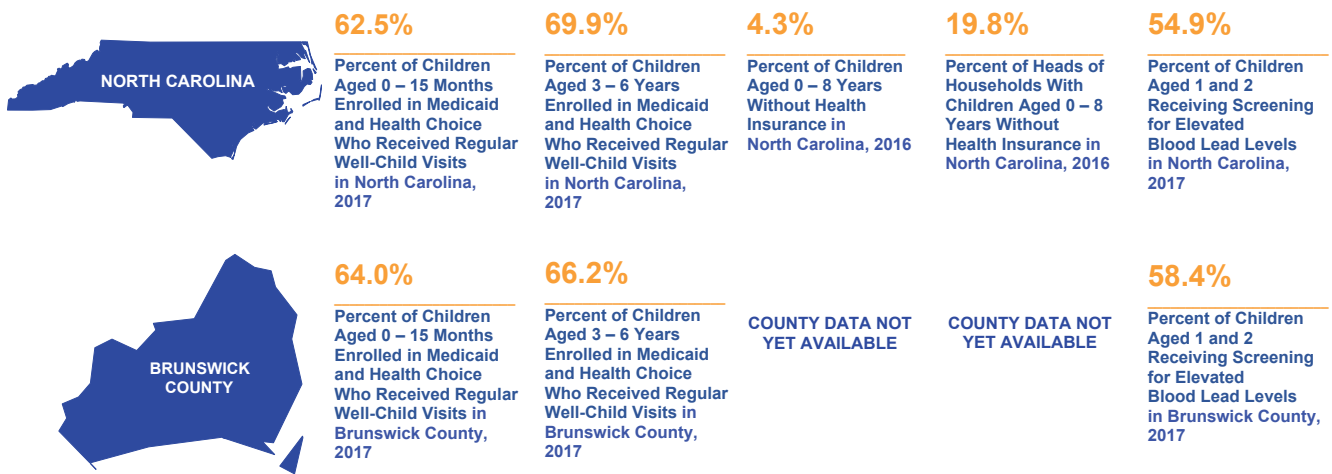 NORTH CAROLINA
62.5%
Percent of Children
Aged 0 – 15 Months
Enrolled in Medicaid
and Health Choice
Who Received Regular
Well-Child Visits
in North Carolina,
2017
69.9%
Percent of Children
Aged 3 – 6 Years
Enrolled in Medicaid
and Health Choice
Who Received Regular
Well-Child Visits
in North Carolina,
2017
4.3%
Percent of Children
Aged 0 – 8 Years
Without Health
Insurance in
North Carolina, 2016
19.8%
Percent of Heads of
Households With
Children Aged 0 – 8
Years Without
Health Insurance in
North Carolina, 2016
54.9%
Percent of Children
Aged 1 and 2
Receiving Screening
for Elevated
Blood Lead Levels
in North Carolina,
2017
BRUNSWICK
COUNTY
64.0%
Percent of Children
Aged 0 – 15 Months
Enrolled in Medicaid
and Health Choice
Who Received Regular
Well-Child Visits in
Brunswick County,
2017
66.2%
Percent of Children
Aged 3 – 6 Years
Enrolled in Medicaid
and Health Choice
Who Received Regular
Well-Child Visits in
Brunswick County,
2017
COUNTY DATA NOT
YET AVAILABLE
COUNTY DATA NOT
YET AVAILABLE
58.4%
Percent of Children
Aged 1 and 2
Receiving Screening
for Elevated
Blood Lead Levels
in Brunswick County,
2017